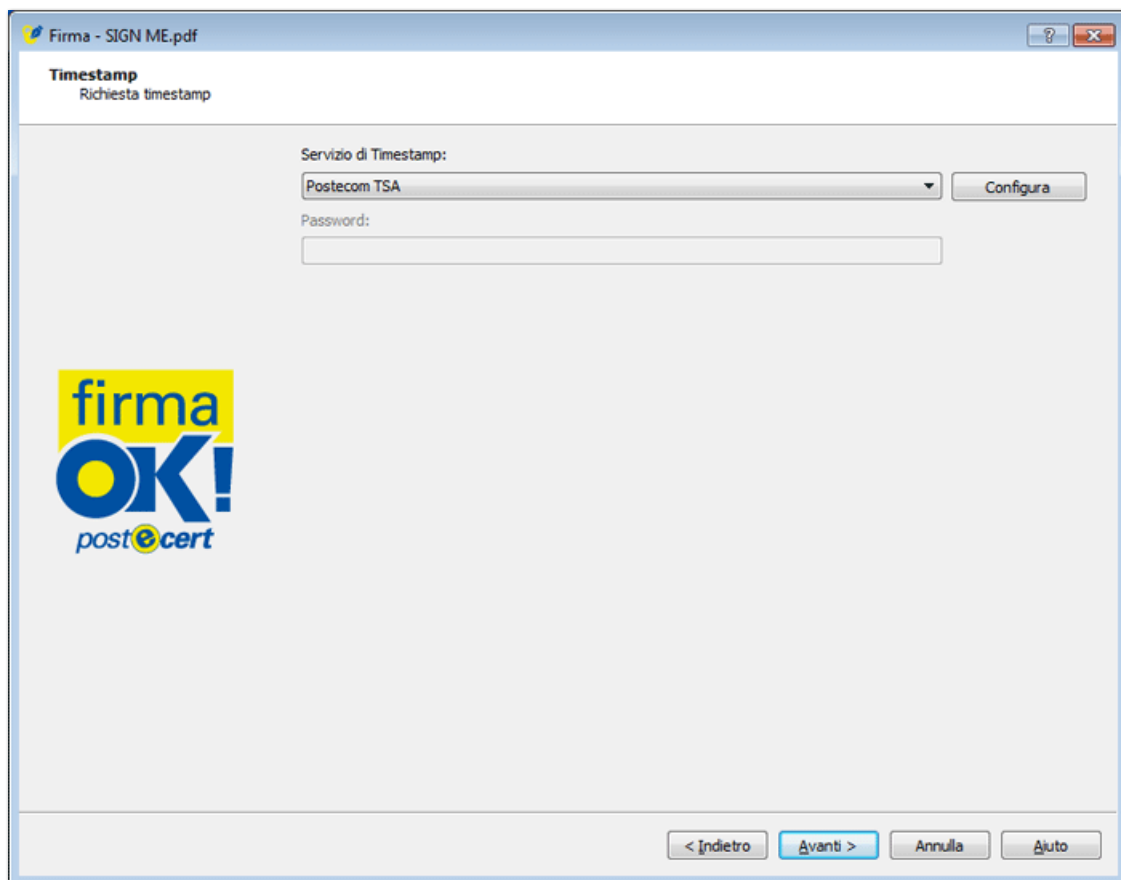 Firma - SIGN ME.pdf
Timestamp
Richiesta timestamp
Servizio di Timestamp:
Postecom TSA
Configura
Password:
firma
OK!
postecert
< Indietro
Avanti >
Annulla
Aiuto